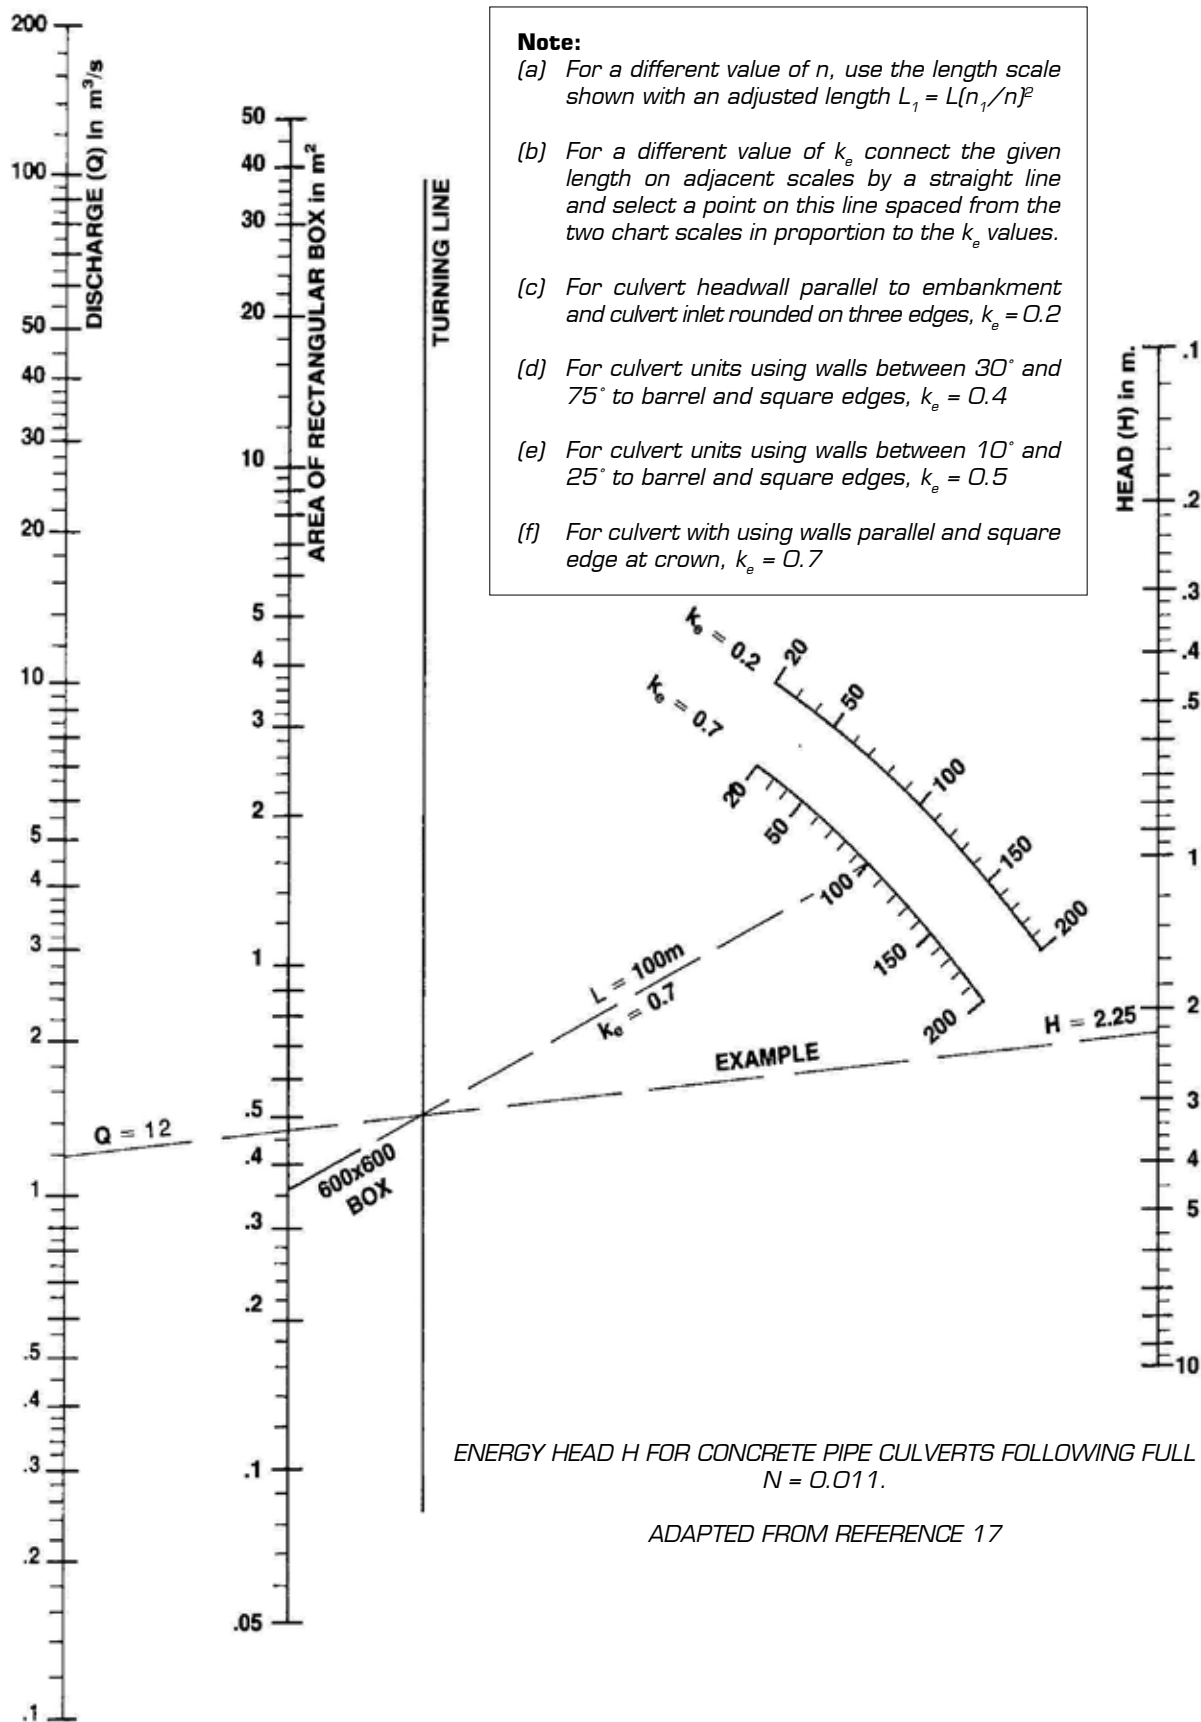 Note:
(a) For a different value of n, use the length scale
shown with an adjusted length L₁ = L(n₁/n)²
(b) For a different value of kₑ connect the given
length on adjacent scales by a straight line
and select a point on this line spaced from the
two chart scales in proportion to the kₑ values.
(c) For culvert headwall parallel to embankment
and culvert inlet rounded on three edges, kₑ = 0.2
(d) For culvert units using walls between 30° and
75° to barrel and square edges, kₑ = 0.4
(e) For culvert units using walls between 10° and
25° to barrel and square edges, kₑ = 0.5
(f) For culvert with using walls parallel and square
edge at crown, kₑ = 0.7
DISCHARGE (Q) in m³/s
200
100
50
40
30
20
10
5
4
3
2
1
.5
.4
.3
.2
.1
AREA OF RECTANGULAR BOX in m²
50
40
30
20
10
5
4
3
2
1
.5
.4
.3
.2
.1
.05
TURNING LINE
kₑ = 0.2
20
50
100
150
200
kₑ = 0.7
20
50
100
150
200
HEAD (H) in m.
.1
.2
.3
.4
.5
1
2
3
4
5
10
L = 100m
kₑ = 0.7
H = 2.25
EXAMPLE
Q = 12
600x600
BOX
ENERGY HEAD H FOR CONCRETE PIPE CULVERTS FOLLOWING FULL
N = 0.011.
ADAPTED FROM REFERENCE 17